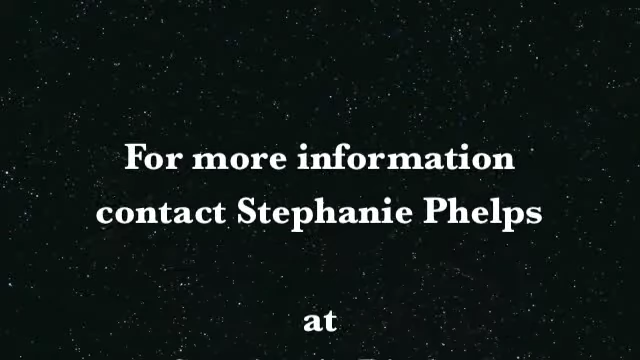 For more information
contact Stephanie Phelps
at